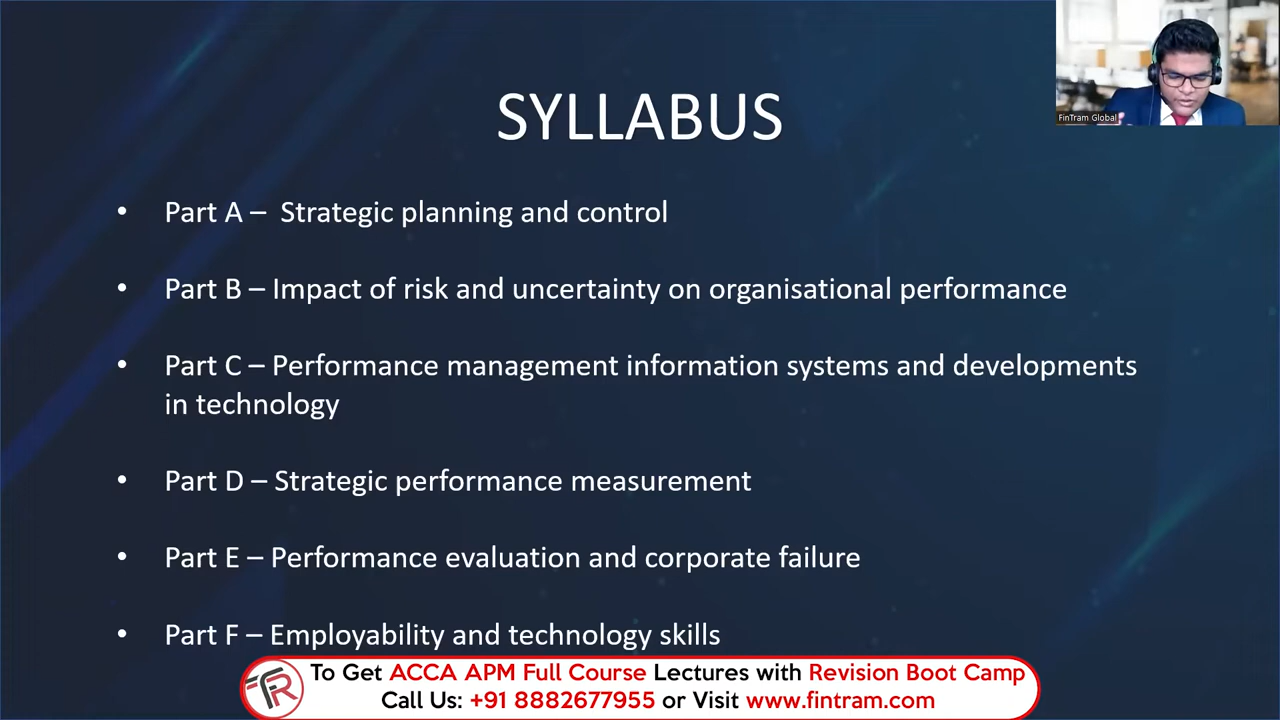 FinTram Global
SYLLABUS
• Part A – Strategic planning and control
• Part B – Impact of risk and uncertainty on organisational performance
• Part C – Performance management information systems and developments
in technology
• Part D – Strategic performance measurement
• Part E – Performance evaluation and corporate failure
• Part F – Employability and technology skills
To Get ACCA APM Full Course Lectures with Revision Boot Camp
Call Us: +91 8882677955 or Visit www.fintram.com